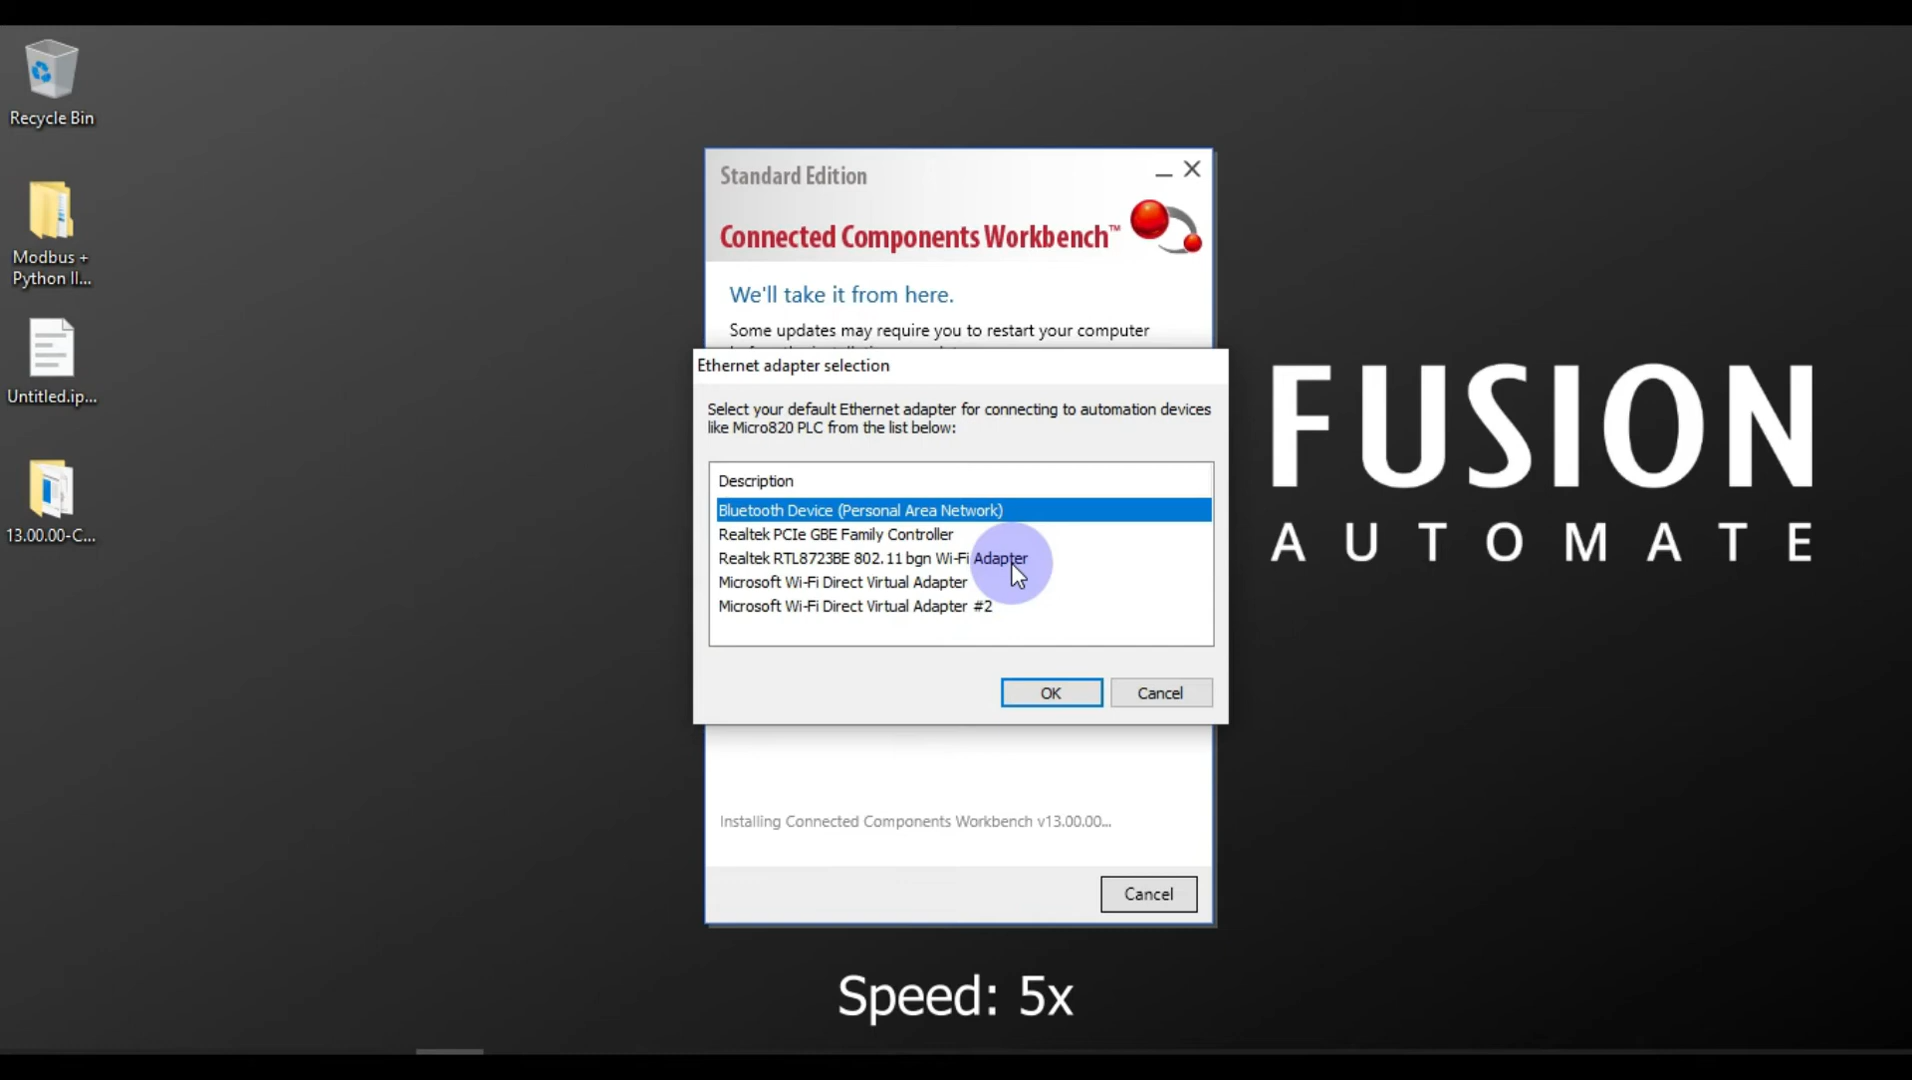 Recycle Bin
Modbus +
Python II...
Untitled.ip...
13.00.00-C...
Standard Edition
Connected Components Workbench™
We'll take it from here.
Some updates may require you to restart your computer
Ethernet adapter selection
Select your default Ethernet adapter for connecting to automation devices
like Micro820 PLC from the list below:
Description
Bluetooth Device (Personal Area Network)
Realtek PCIe GBE Family Controller
Realtek RTL8723BE 802.11 bgn Wi-Fi Adapter
Microsoft Wi-Fi Direct Virtual Adapter
Microsoft Wi-Fi Direct Virtual Adapter #2
OK
Cancel
Installing Connected Components Workbench v13.00.00...
Cancel
FUSION
AUTOMATE
Speed: 5x